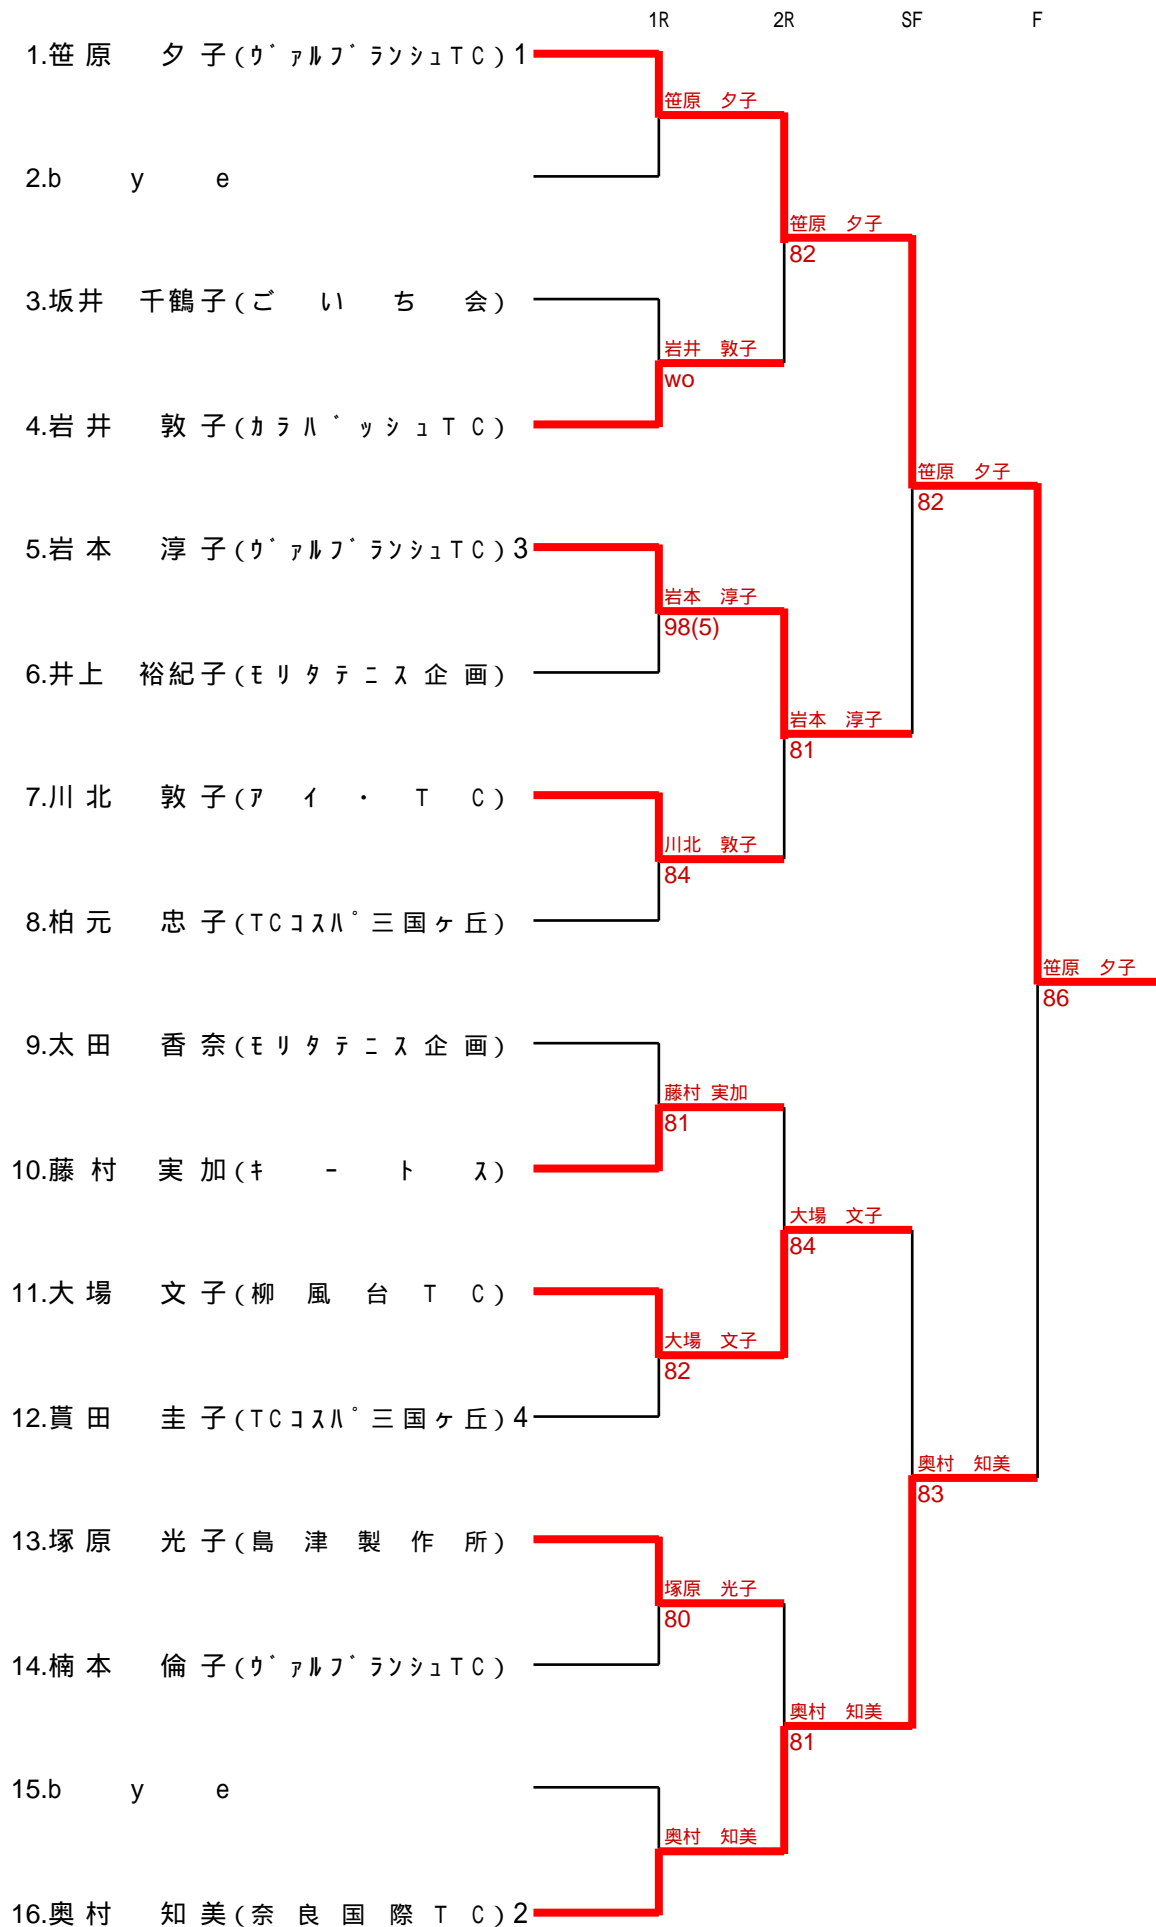 1R 2R SF F
1.笹原 夕子(ヴァルブランシュTC)1
笹原 夕子
2.bye
笹原 夕子
82
3.坂井 千鶴子(ごいち会)
岩井 敦子
wo
4.岩井 敦子(カラバッシュTC)
笹原 夕子
82
5.岩本 淳子(ヴァルブランシュTC)3
岩本 淳子
98(5)
6.井上 裕紀子(モリタテニス企画)
岩本 淳子
81
7.川北 敦子(アイ・TC)
川北 敦子
84
8.柏元 忠子(TCコスパ三国ヶ丘)
笹原 夕子
86
9.太田 香奈(モリタテニス企画)
藤村 実加
81
10.藤村 実加(キートス)
大場 文子
84
11.大場 文子(柳風台TC)
大場 文子
82
12.貰田 圭子(TCコスパ三国ヶ丘)4
奥村 知美
83
13.塚原 光子(島津製作所)
塚原 光子
80
14.楠本 倫子(ヴァルブランシュTC)
奥村 知美
81
15.bye
奥村 知美
16.奥村 知美(奈良国際TC)2